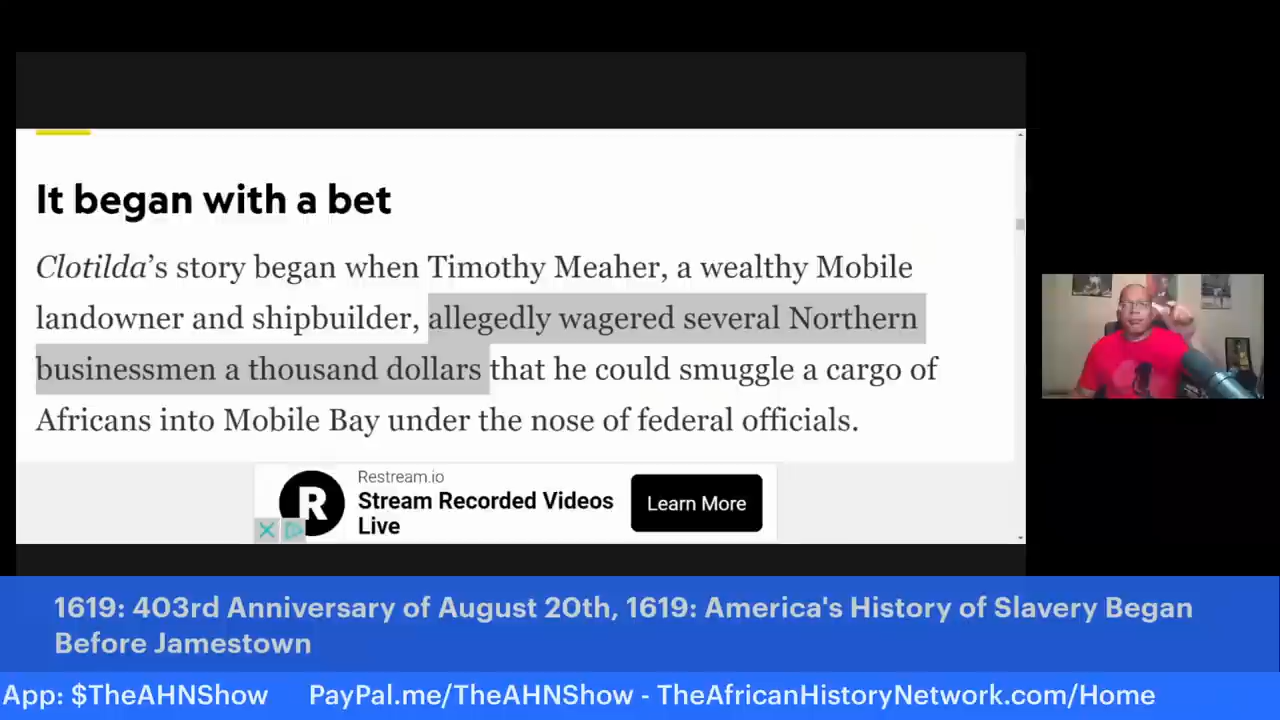 It began with a bet
Clotilda's story began when Timothy Meaher, a wealthy Mobile
landowner and shipbuilder, allegedly wagered several Northern
businessmen a thousand dollars that he could smuggle a cargo of
Africans into Mobile Bay under the nose of federal officials.
R
Restream.io
Stream Recorded Videos
Live
Learn More
1619: 403rd Anniversary of August 20th, 1619: America's History of Slavery Began
Before Jamestown
App: $TheAHNShow PayPal.me/TheAHNShow - TheAfricanHistoryNetwork.com/Home